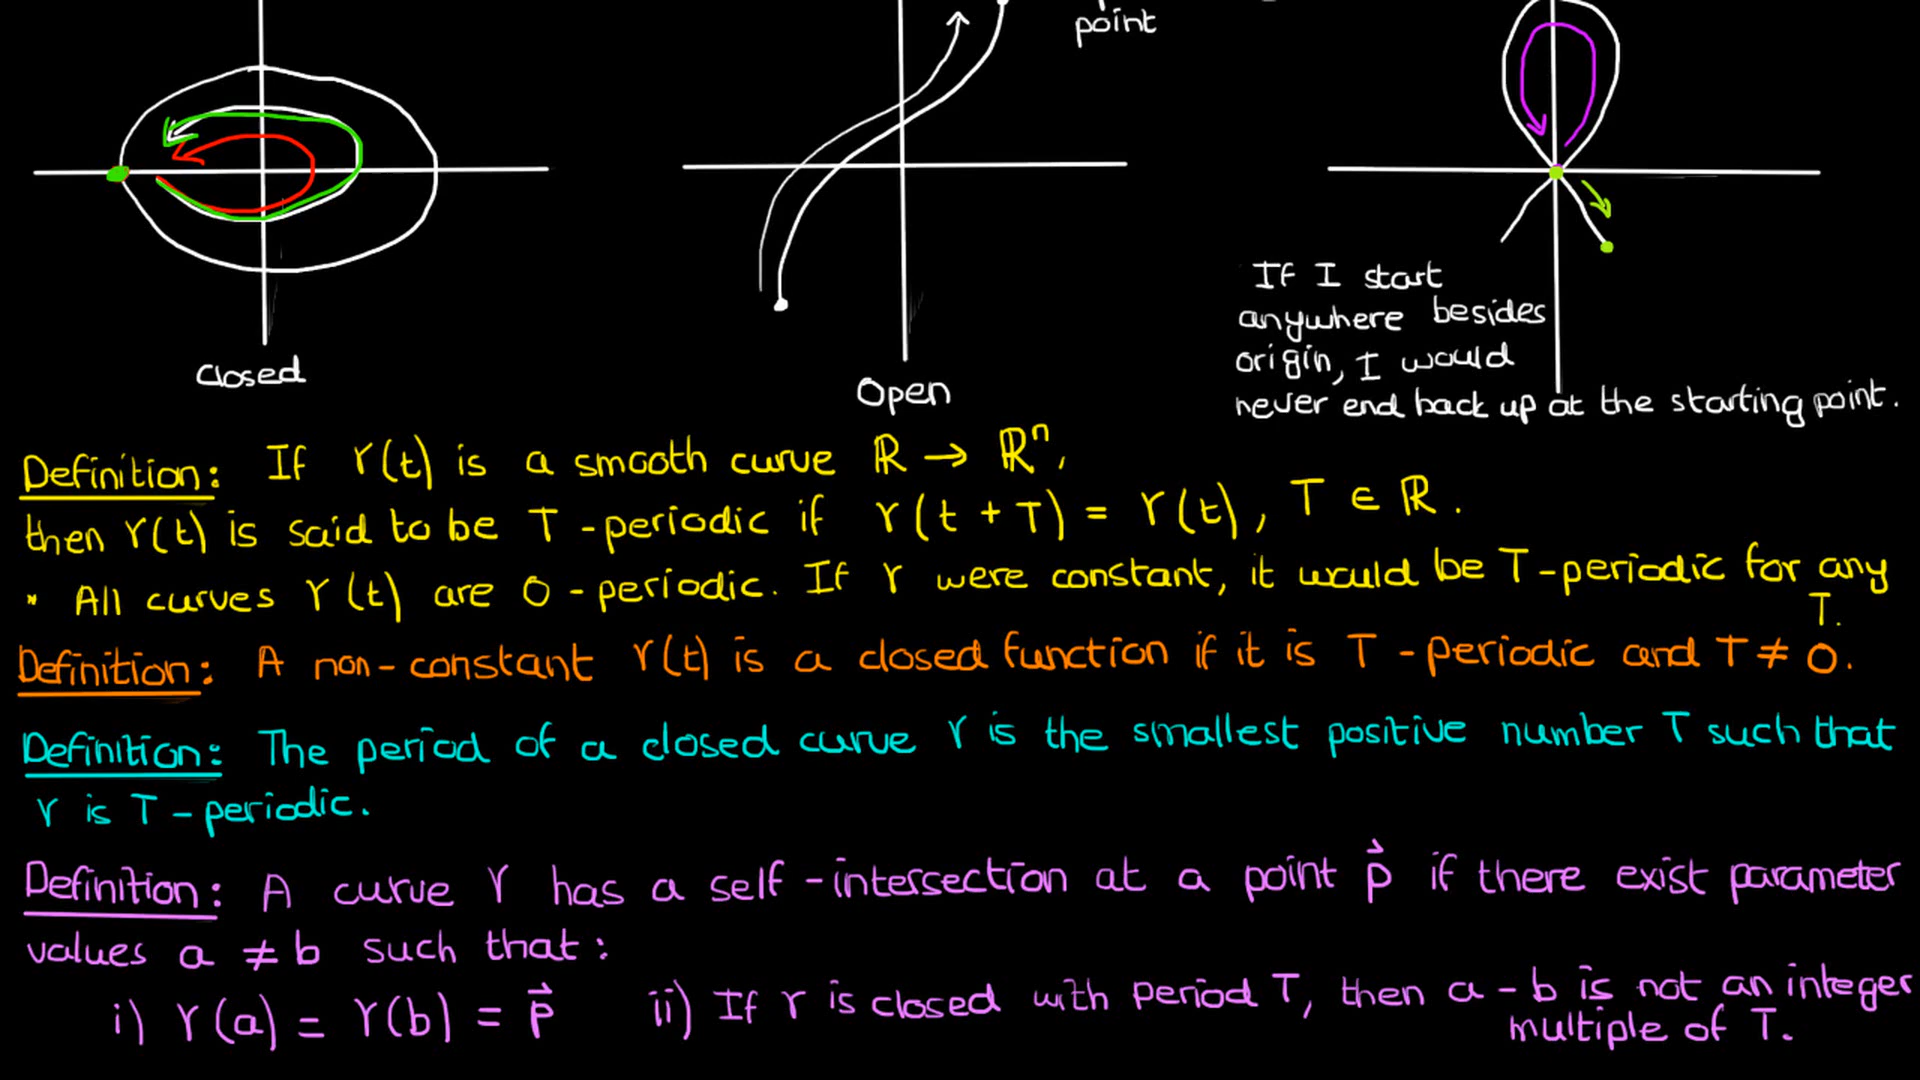 point
Closed
Open
If I start
anywhere besides
origin, I would
never end back up at the starting point.
Definition: If γ(t) is a smooth curve ℝ → ℝⁿ,
then γ(t) is said to be T-periodic if γ(t + T) = γ(t), T ∈ ℝ.
* All curves γ(t) are 0-periodic. If γ were constant, it would be T-periodic for any
T.
Definition: A non-constant γ(t) is a closed function if it is T-periodic and T ≠ 0.
Definition: The period of a closed curve γ is the smallest positive number T such that
γ is T-periodic.
Definition: A curve γ has a self-intersection at a point p⃗ if there exist parameter
values a ≠ b such that:
i) γ(a) = γ(b) = p⃗ ii) If γ is closed with period T, then a - b is not an integer
multiple of T.